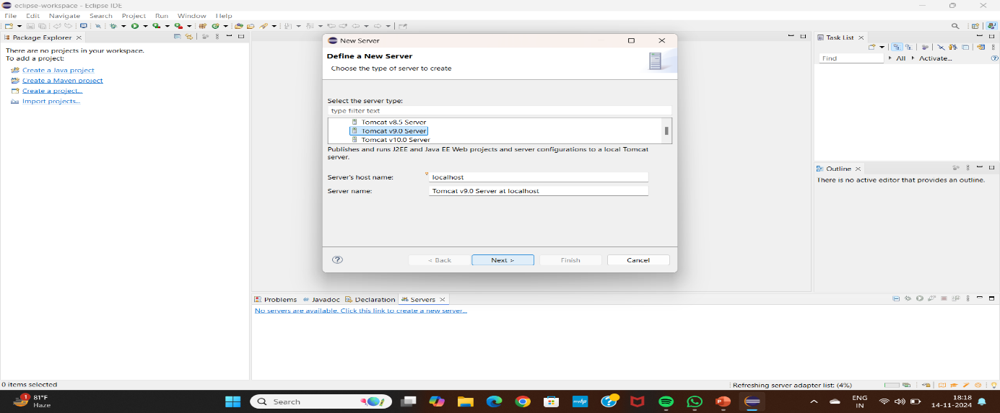 eclipse-workspace - Eclipse IDE
File Edit Navigate Search Project Run Window Help
Package Explorer
There are no projects in your workspace.
To add a project:
Create a Java project
Create a Maven project
Create a project...
Import projects...
New Server
Define a New Server
Choose the type of server to create
Select the server type:
type filter text
Tomcat v8.5 Server
Tomcat v9.0 Server
Tomcat v10.0 Server
Publishes and runs J2EE and Java EE Web projects and server configurations to a local Tomcat
server.
Server's host name: localhost
Server name: Tomcat v9.0 Server at localhost
< Back Next > Finish Cancel
Task List
Find All Activate...
Outline
There is no active editor that provides an outline.
Problems Javadoc Declaration Servers
No servers are available. Click this link to create a new server...
0 items selected
Refreshing server adapter list: (4%)
1
81°F
Haze
Search
ENG
IN
18:18
14-11-2024